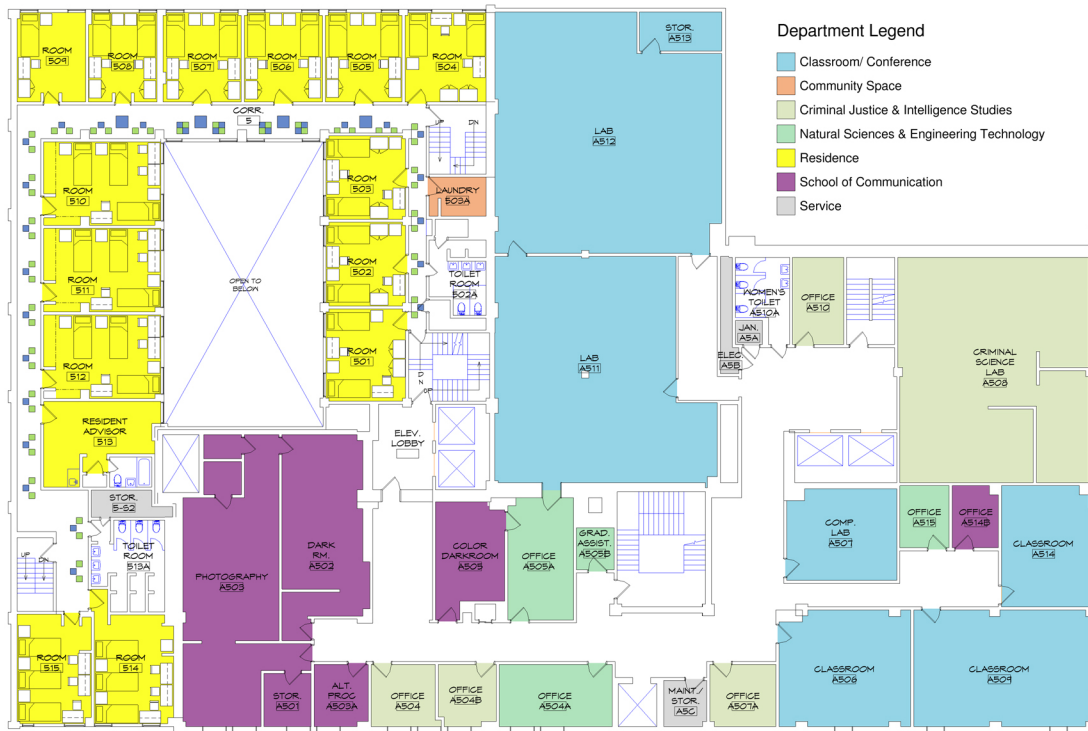 Department Legend
Classroom/ Conference
Community Space
Criminal Justice & Intelligence Studies
Natural Sciences & Engineering Technology
Residence
School of Communication
Service
ROOM
509
ROOM
508
ROOM
507
ROOM
506
ROOM
505
ROOM
504
STOR.
A513
CORR.
5
UP
DN
LAB
A512
ROOM
510
ROOM
503
LAUNDRY
503A
ROOM
511
OPEN TO
BELOW
ROOM
502
TOILET
ROOM
502A
WOMEN'S
TOILET
A510A
OFFICE
A510
JAN.
A5A
ELEC.
A5B
ROOM
512
ROOM
501
DN
UP
LAB
A511
CRIMINAL
SCIENCE
LAB
A508
RESIDENT
ADVISOR
513
ELEV.
LOBBY
STOR.
5-S2
TOILET
ROOM
513A
UP
DN
DARK
RM.
A502
PHOTOGRAPHY
A503
COLOR
DARKROOM
A505
OFFICE
A505A
GRAD.
ASSIST.
A505B
COMP.
LAB
A507
OFFICE
A515
OFFICE
A514B
CLASSROOM
A514
ROOM
515
ROOM
514
STOR.
A501
ALT.
PROC
A503A
OFFICE
A504
OFFICE
A504B
OFFICE
A504A
MAINT./
STOR.
A5C
OFFICE
A507A
CLASSROOM
A506
CLASSROOM
A509